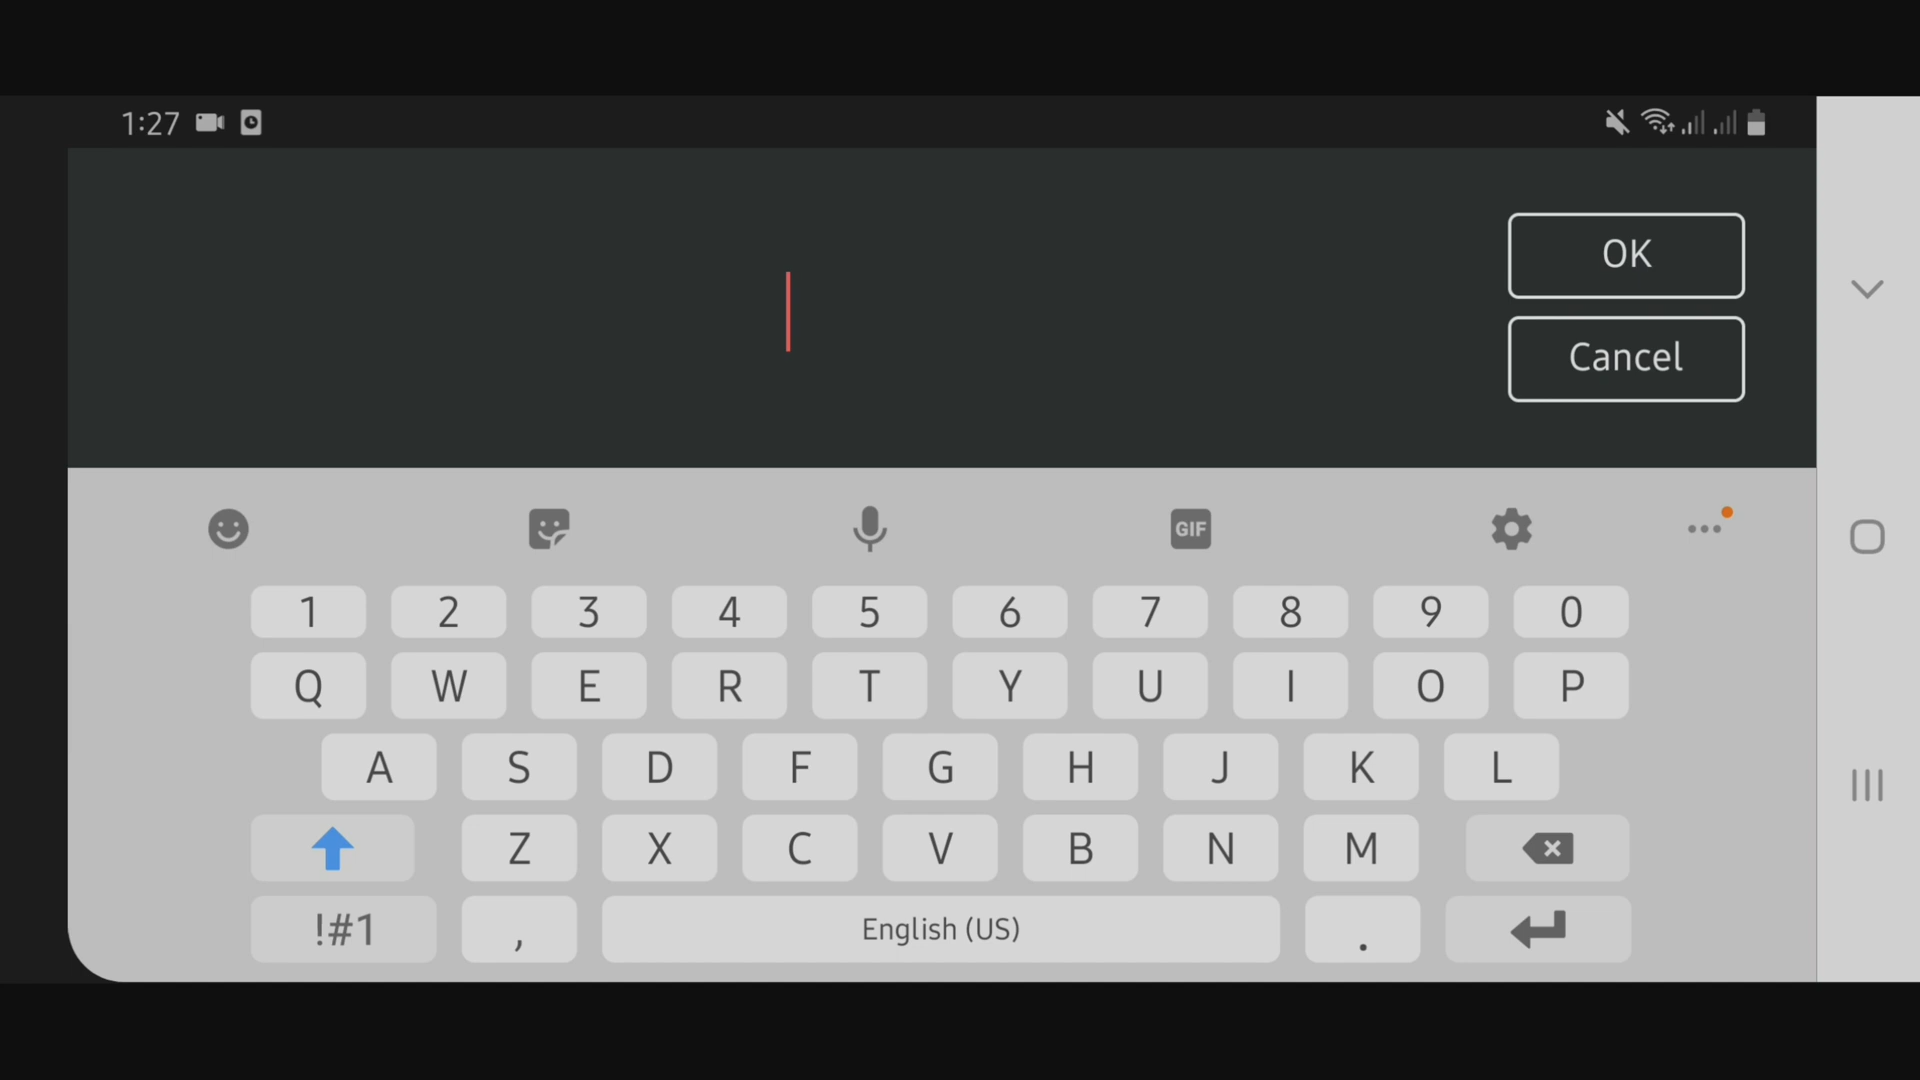 1:27
OK
Cancel
GIF
1 2 3 4 5 6 7 8 9 0
Q W E R T Y U I O P
A S D F G H J K L
Z X C V B N M
!#1 , English (US) .